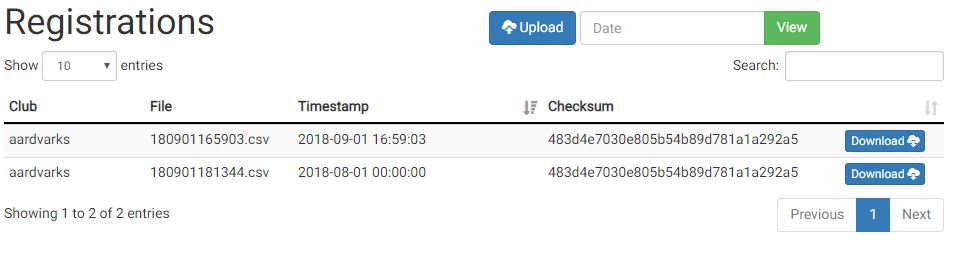 Registrations
Upload Date View
Show 10 entries Search:
Club File Timestamp Checksum
aardvarks 180901165903.csv 2018-09-01 16:59:03 483d4e7030e805b54b89d781a1a292a5 Download
aardvarks 180901181344.csv 2018-08-01 00:00:00 483d4e7030e805b54b89d781a1a292a5 Download
Showing 1 to 2 of 2 entries Previous 1 Next